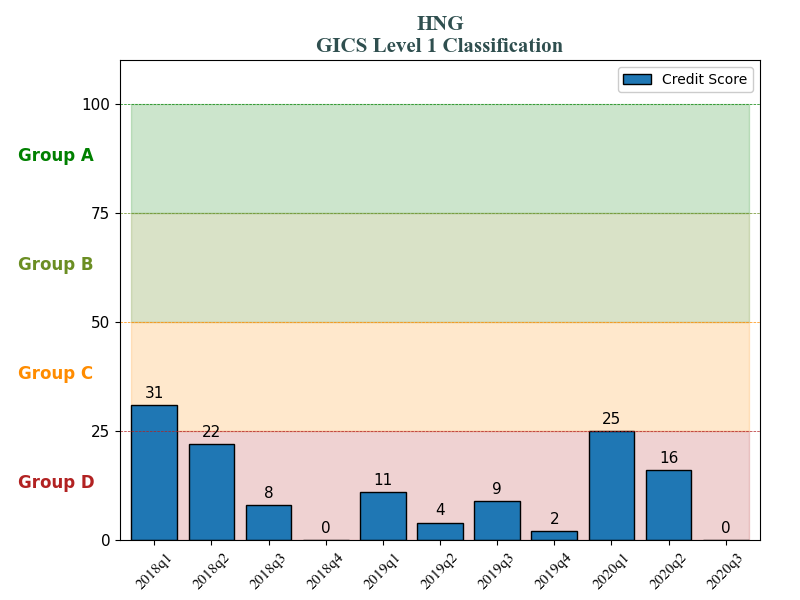 HNG
GICS Level 1 Classification
Credit Score
100
Group A
75
Group B
50
Group C
25
Group D
0
31
22
8
0
11
4
9
2
25
16
0
2018q1
2018q2
2018q3
2018q4
2019q1
2019q2
2019q3
2019q4
2020q1
2020q2
2020q3